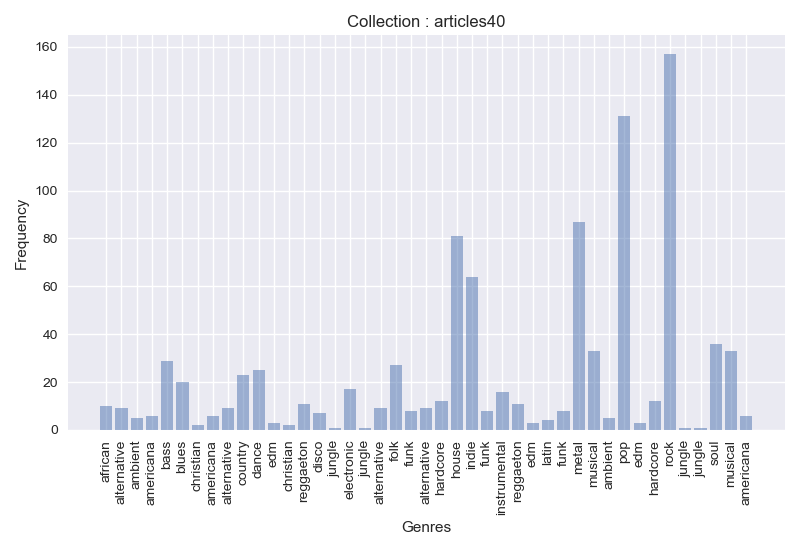 Collection : articles40
160
140
120
100
80
60
40
20
0
Frequency
african
alternative
ambient
americana
bass
blues
christian
americana
alternative
country
dance
edm
christian
reggaeton
disco
jungle
electronic
jungle
alternative
folk
funk
alternative
hardcore
house
indie
funk
instrumental
reggaeton
edm
latin
funk
metal
musical
ambient
pop
edm
hardcore
rock
jungle
jungle
soul
musical
americana
Genres